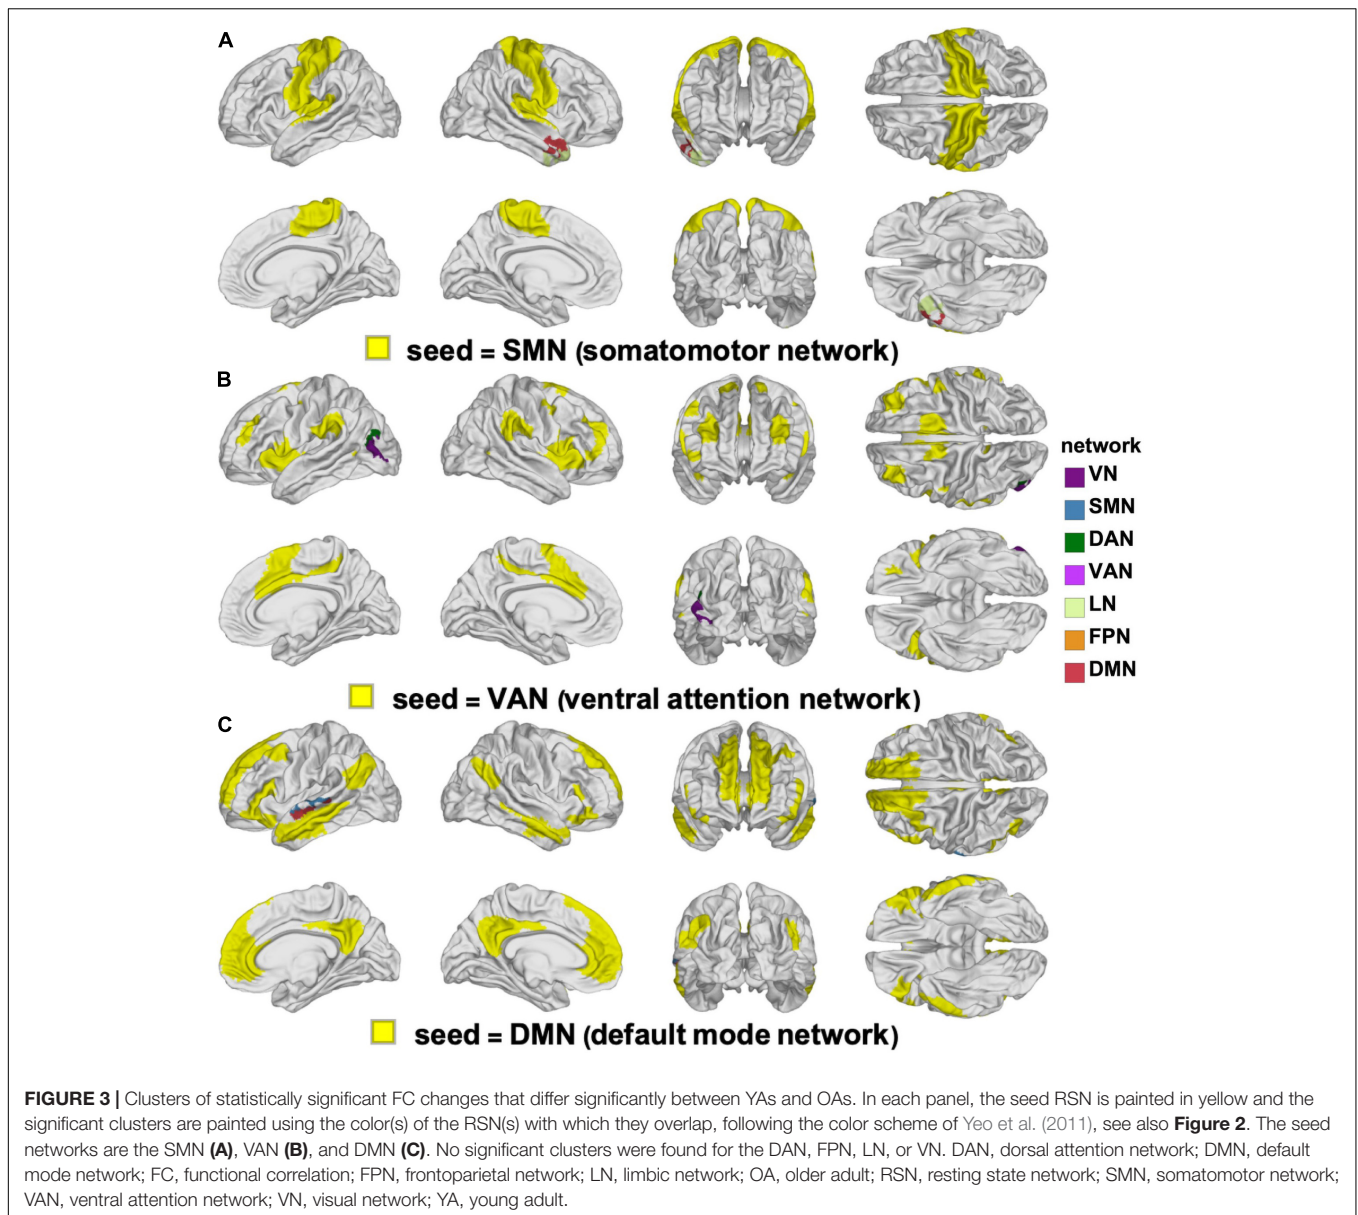 A
seed = SMN (somatomotor network)
B
network
VN
SMN
DAN
VAN
LN
FPN
DMN
seed = VAN (ventral attention network)
C
seed = DMN (default mode network)
FIGURE 3 | Clusters of statistically significant FC changes that differ significantly between YAs and OAs. In each panel, the seed RSN is painted in yellow and the
significant clusters are painted using the color(s) of the RSN(s) with which they overlap, following the color scheme of Yeo et al. (2011), see also Figure 2. The seed
networks are the SMN (A), VAN (B), and DMN (C). No significant clusters were found for the DAN, FPN, LN, or VN. DAN, dorsal attention network; DMN, default
mode network; FC, functional correlation; FPN, frontoparietal network; LN, limbic network; OA, older adult; RSN, resting state network; SMN, somatomotor network;
VAN, ventral attention network; VN, visual network; YA, young adult.